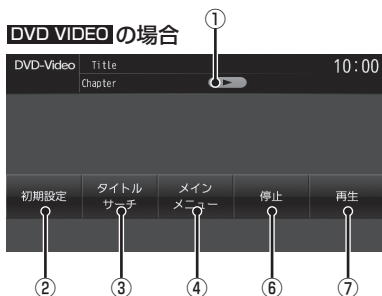 ①
DVD VIDEO の場合
DVD-Video Title 10:00
Chapter
初期設定 タイトル サーチ メイン メニュー 停止 再生
② ③ ④ ⑥ ⑦